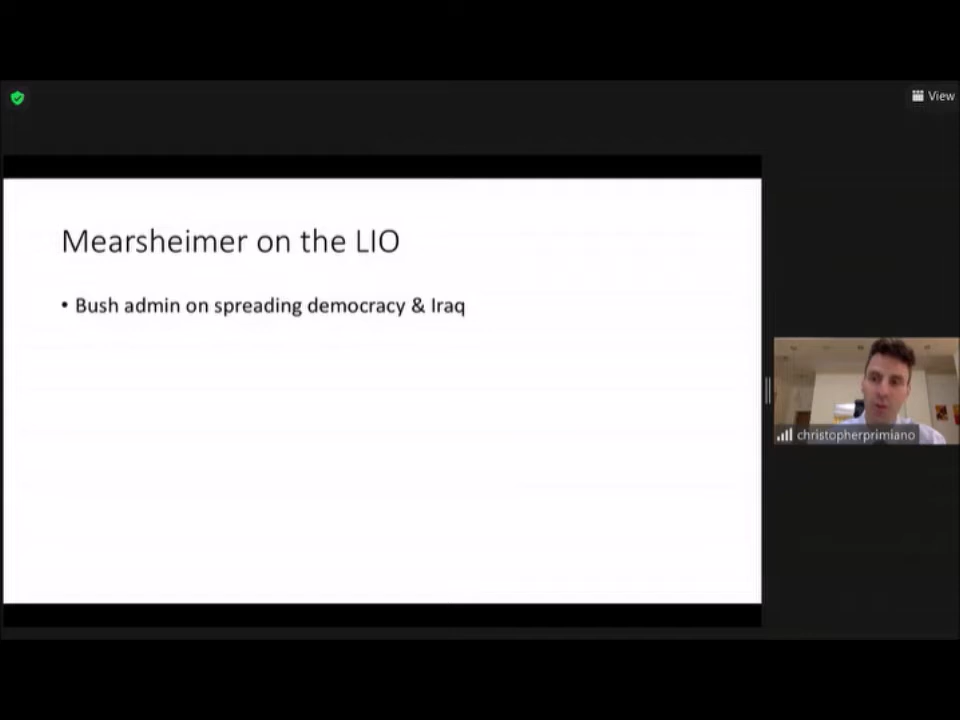 View
Mearsheimer on the LIO
• Bush admin on spreading democracy & Iraq
christopherprimiano